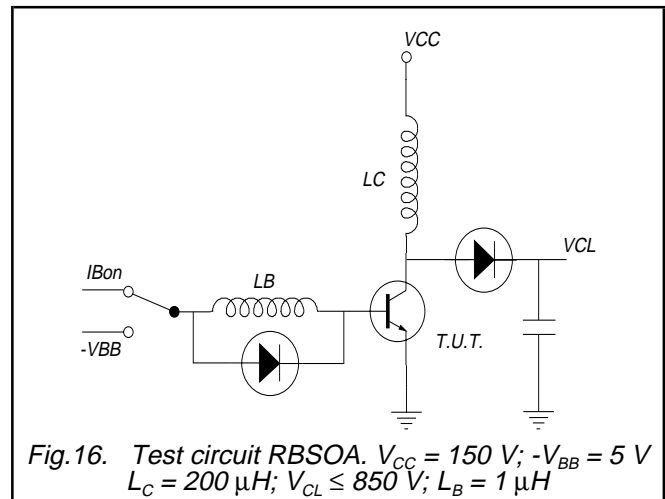 VCC
LC
IBon
LB
VCL
-VBB
T.U.T.
Fig.16. Test circuit RBSOA. VCC = 150 V; -VBB = 5 V
LC = 200 μH; VCL ≤ 850 V; LB = 1 μH